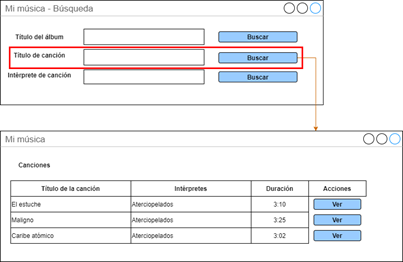 Mi música - Búsqueda
Título del álbum Buscar
Título de canción Buscar
Intérprete de canción Buscar
Mi música
Canciones
Título de la canción Intérpretes Duración Acciones
El estuche Aterciopelados 3:10 Ver
Maligno Aterciopelados 3:25 Ver
Caribe atómico Aterciopelados 3:02 Ver